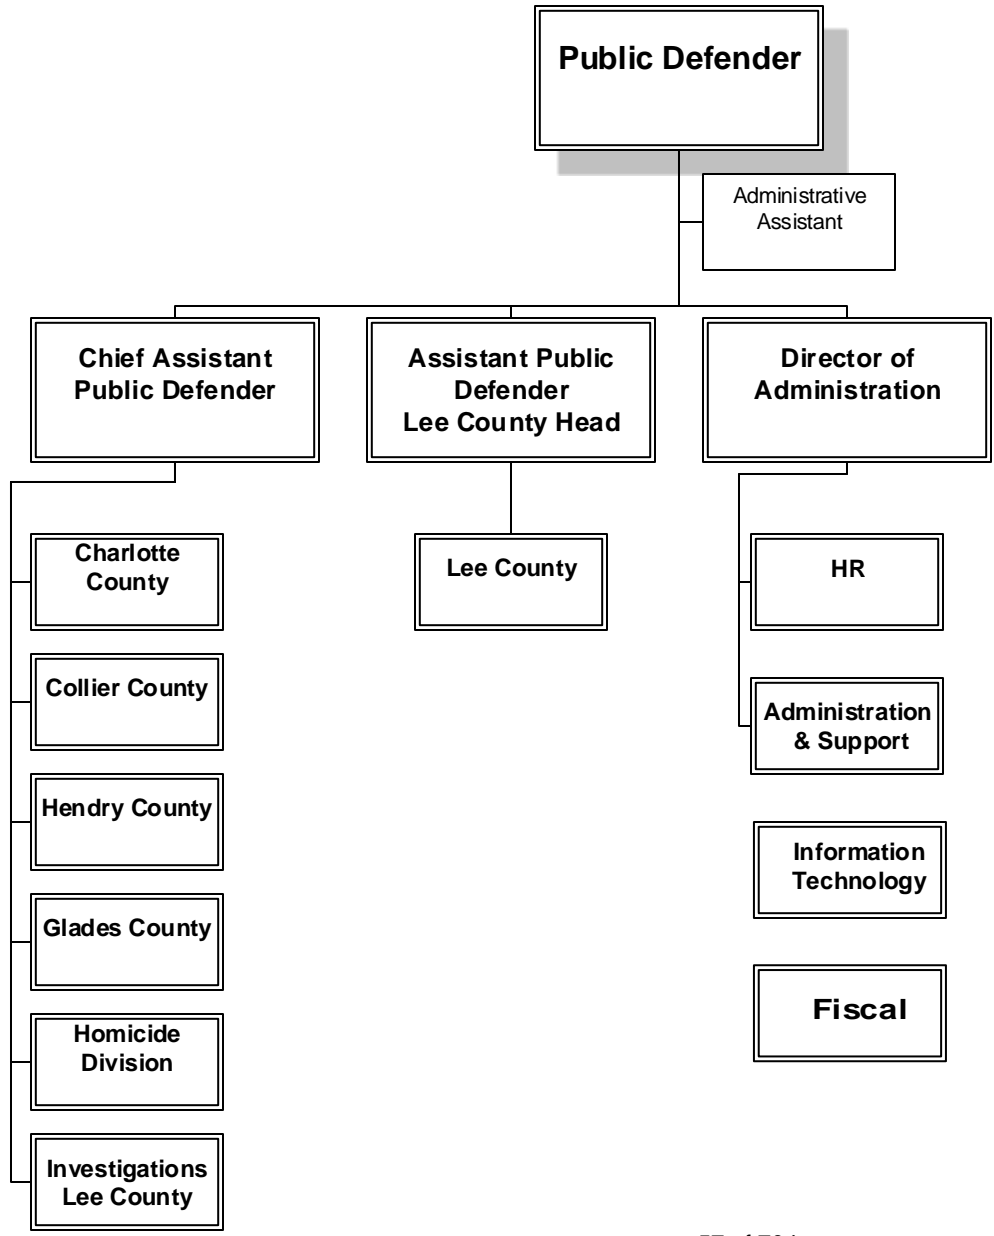 Public Defender
Administrative
Assistant
Chief Assistant
Public Defender
Assistant Public
Defender
Lee County Head
Director of
Administration
Charlotte
County
Collier County
Hendry County
Glades County
Homicide
Division
Investigations
Lee County
Lee County
HR
Administration
& Support
Information
Technology
Fiscal